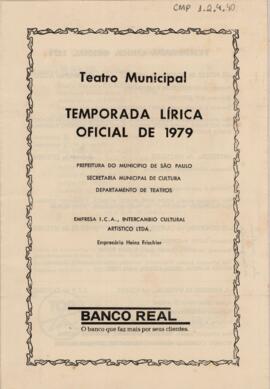 CMP 1.2.4.40
Teatro Municipal
TEMPORADA LÍRICA
OFICIAL DE 1979
PREFEITURA DO MUNICIPIO DE SÃO PAULO
SECRETARIA MUNICIPAL DE CULTURA
DEPARTAMENTO DE TEATROS
EMPRESA I.C.A., INTERCAMBIO CULTURAL
ARTISTICO LTDA.
Empresário Heinz Frischler
BANCO REAL
O banco que faz mais por seus clientes.